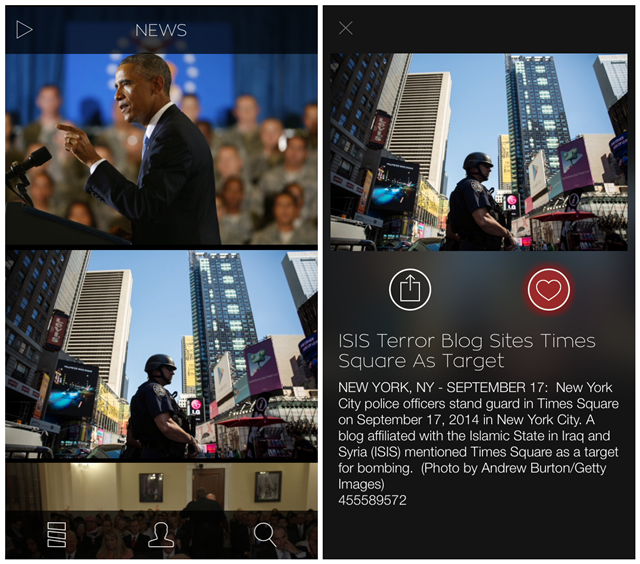 NEWS
LG
LG
ISIS Terror Blog Sites Times
Square As Target
NEW YORK, NY - SEPTEMBER 17:  New York
City police officers stand guard in Times Square
on September 17, 2014 in New York City. A
blog affiliated with the Islamic State in Iraq and
Syria (ISIS) mentioned Times Square as a target
for bombing.  (Photo by Andrew Burton/Getty
Images)
455589572